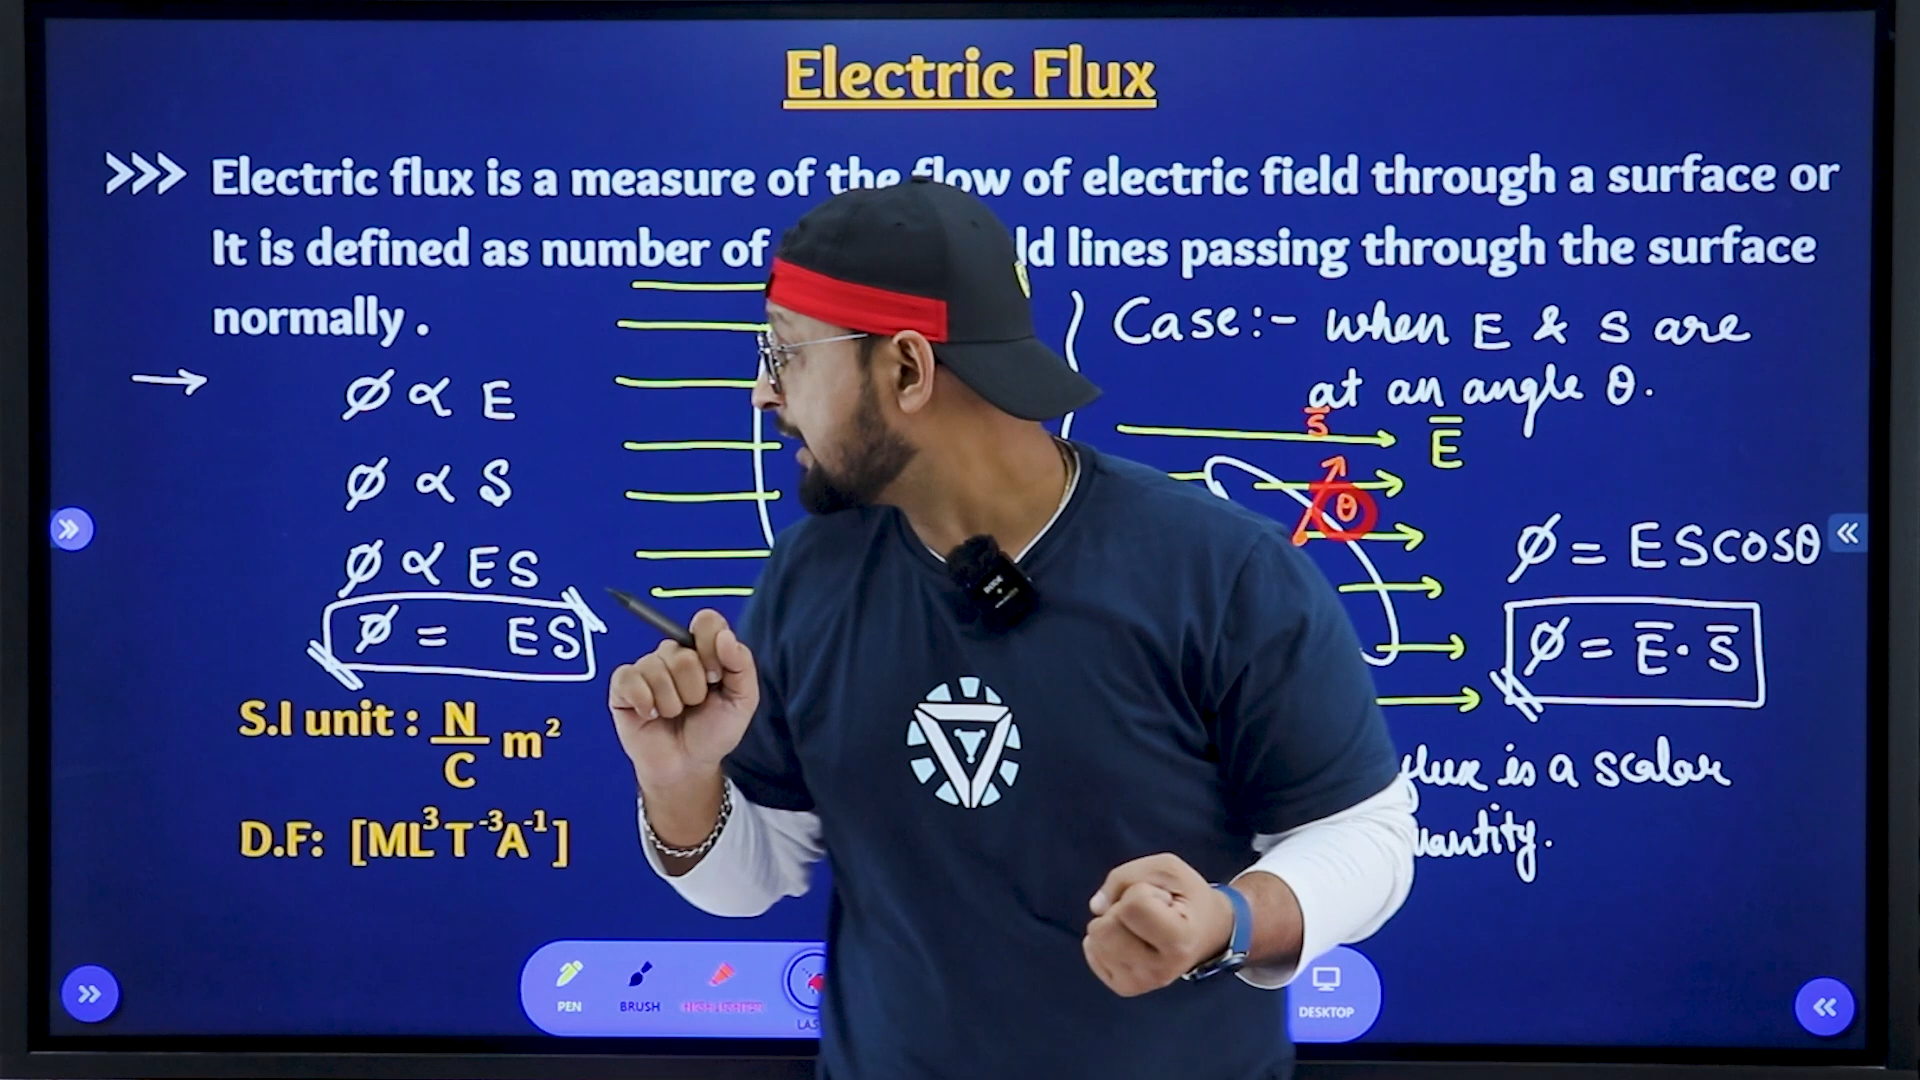 Electric Flux
>>> Electric flux is a measure of the flow of electric field through a surface or
It is defined as number of ld lines passing through the surface
normally .
→ ϕ ∝ E
ϕ ∝ S
ϕ ∝ ES
ϕ = ES
S.I unit : N/C m²
D.F: [ML³T⁻³A⁻¹]
Case:- when E & S are
at an angle θ.
S̄
Ē
θ
ϕ = EScosθ
ϕ = Ē · S̄
flux is a scalar
uantity.
PEN
BRUSH
LAS
DESKTOP